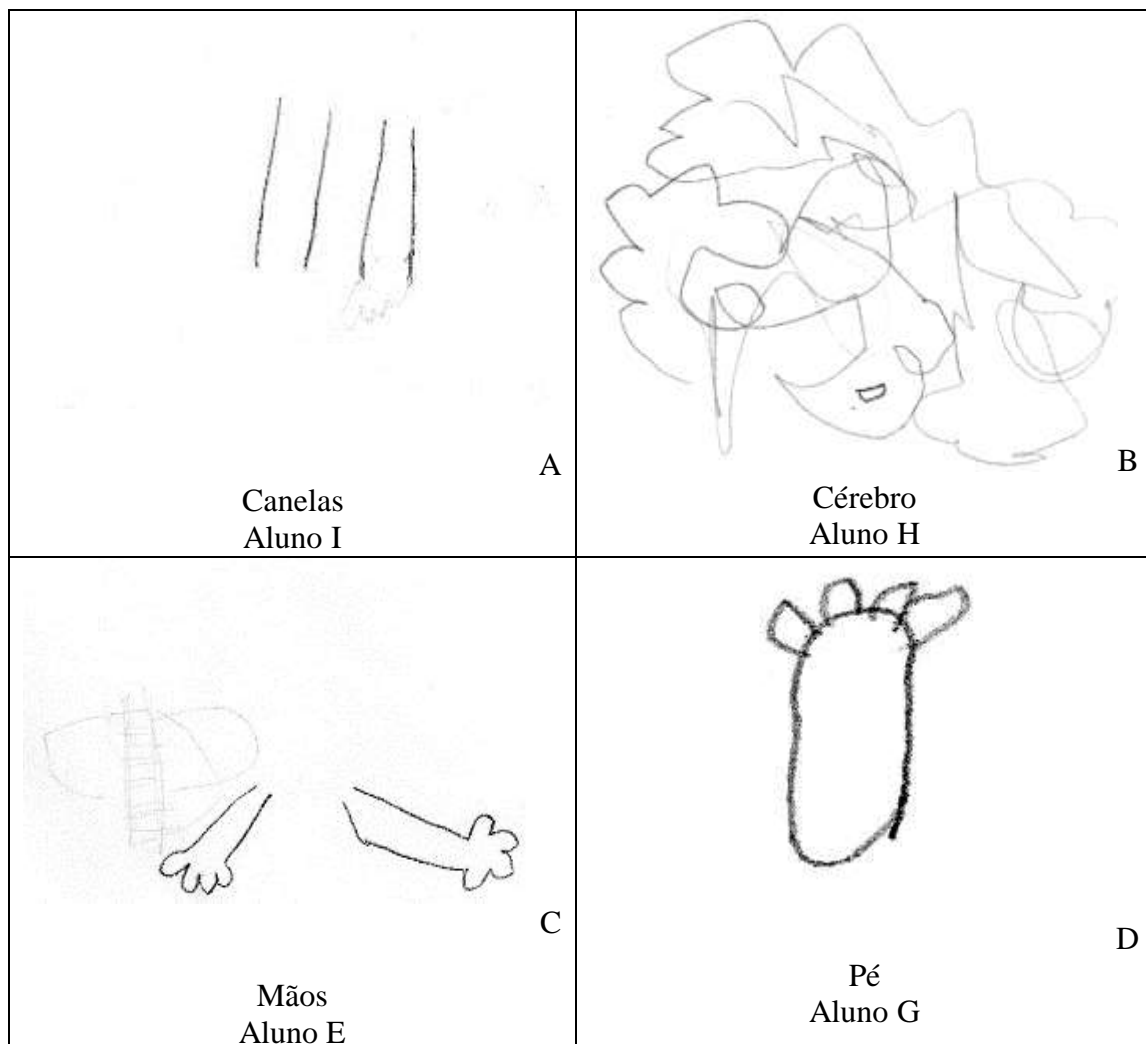 A
Canelas
Aluno I
B
Cérebro
Aluno H
C
Mãos
Aluno E
D
Pé
Aluno G